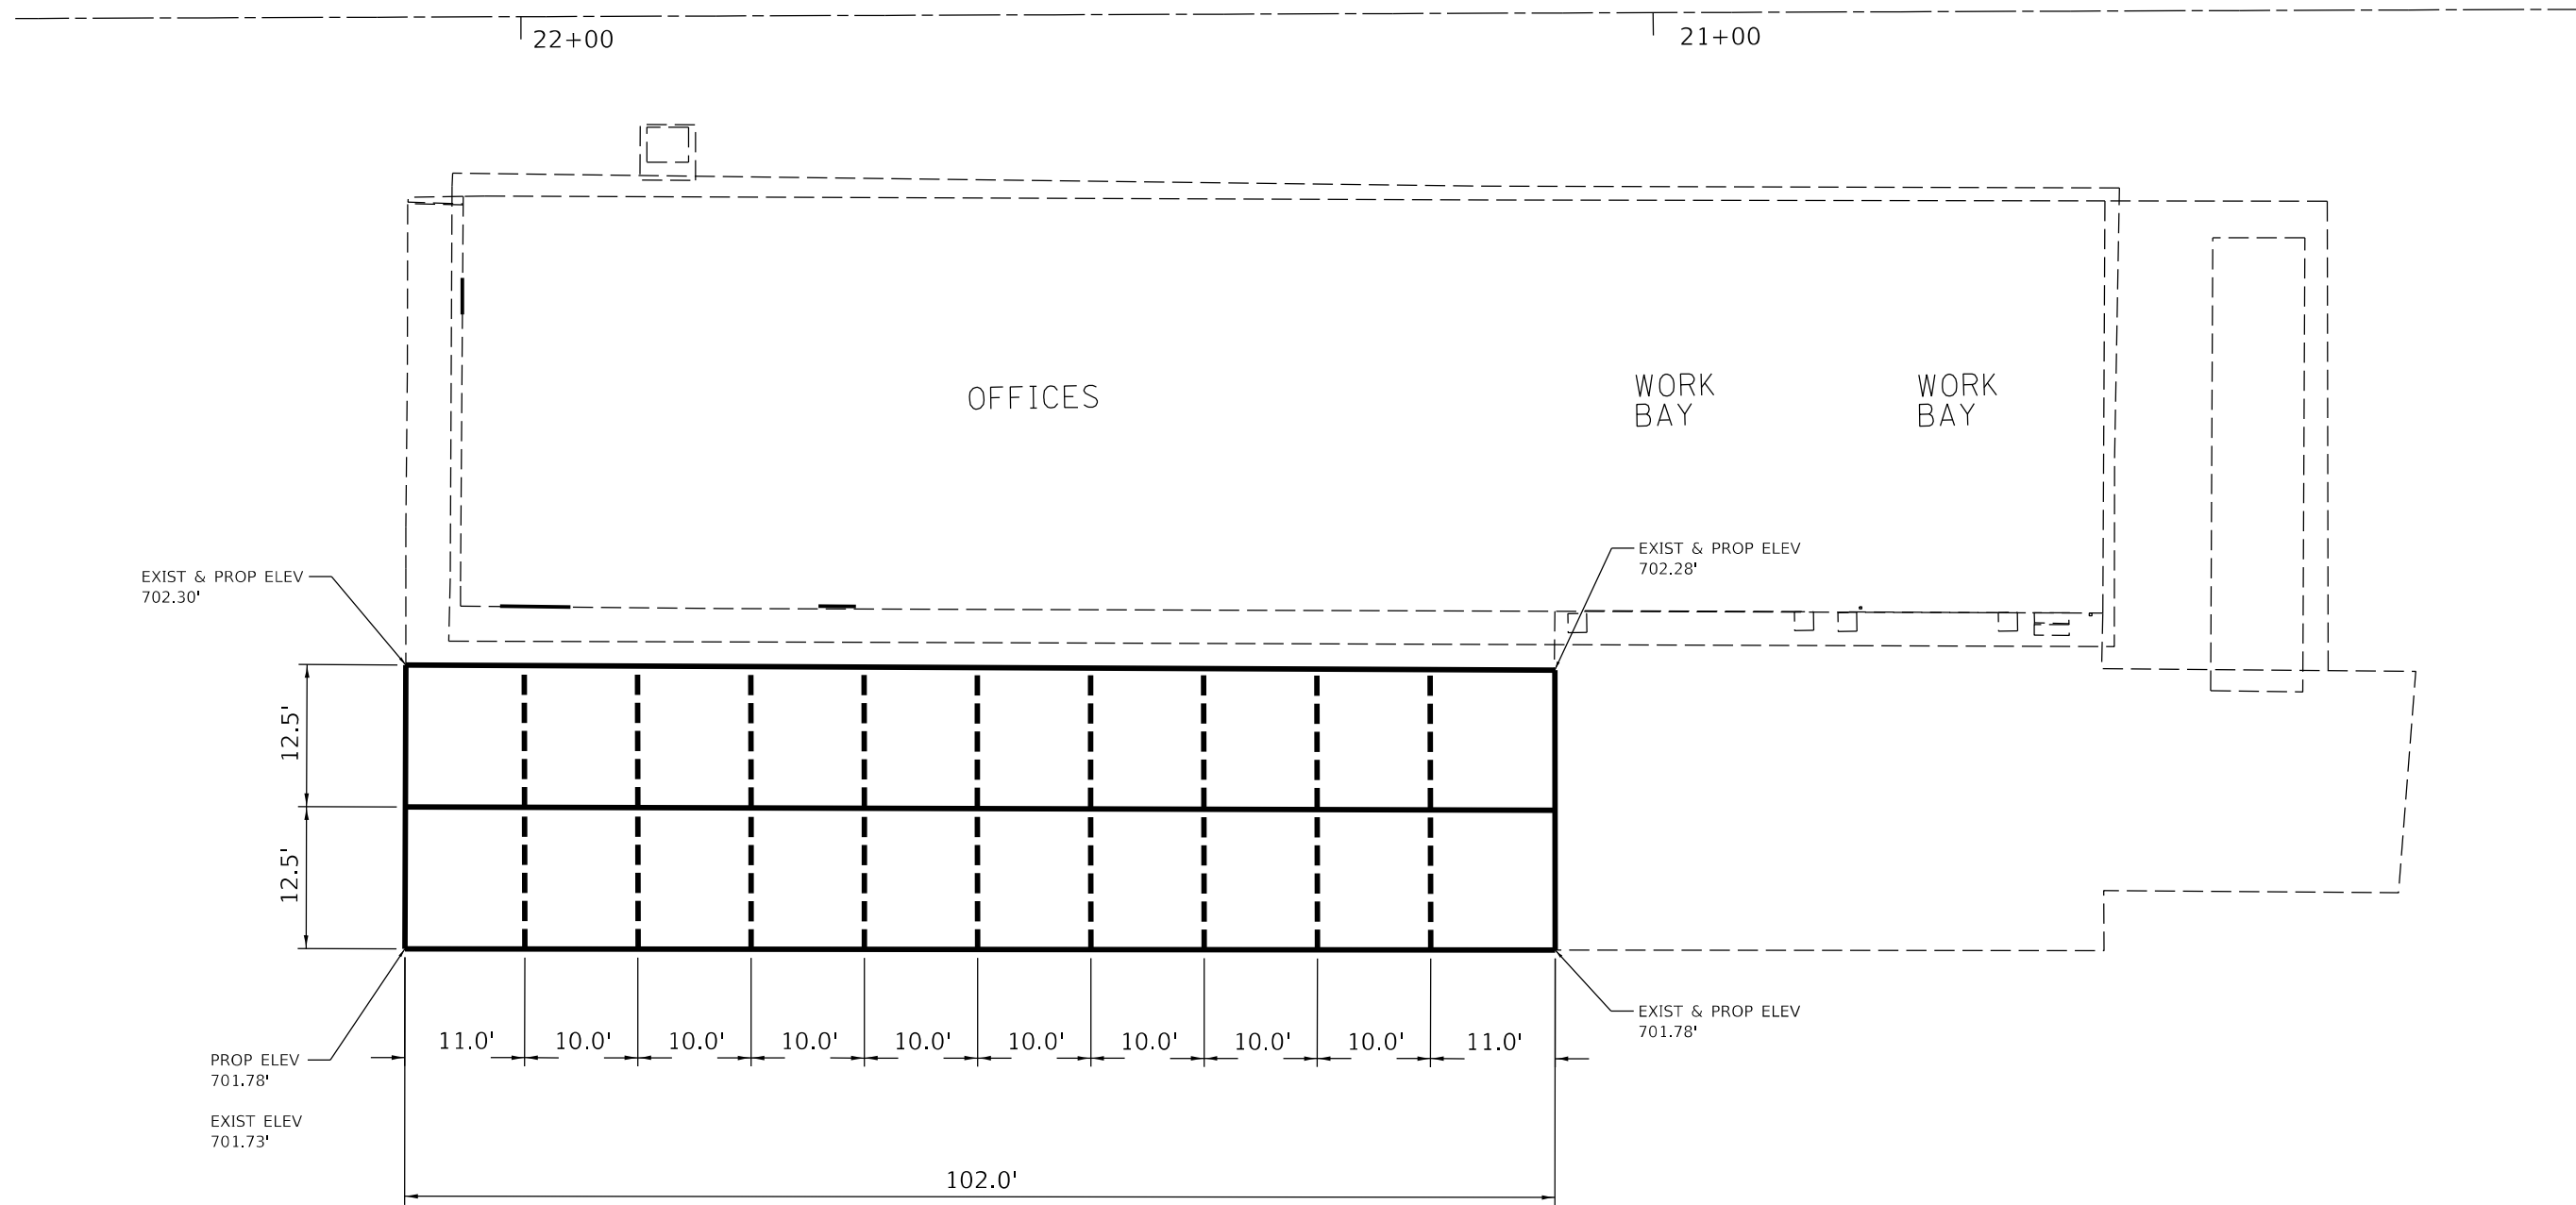 22+00
21+00
OFFICES
WORK
BAY
WORK
BAY
EXIST & PROP ELEV
702.28'
EXIST & PROP ELEV
702.30'
12.5'
12.5'
EXIST & PROP ELEV
701.78'
11.0'
10.0'
10.0'
10.0'
10.0'
10.0'
10.0'
10.0'
10.0'
11.0'
PROP ELEV
701.78'
EXIST ELEV
701.73'
102.0'